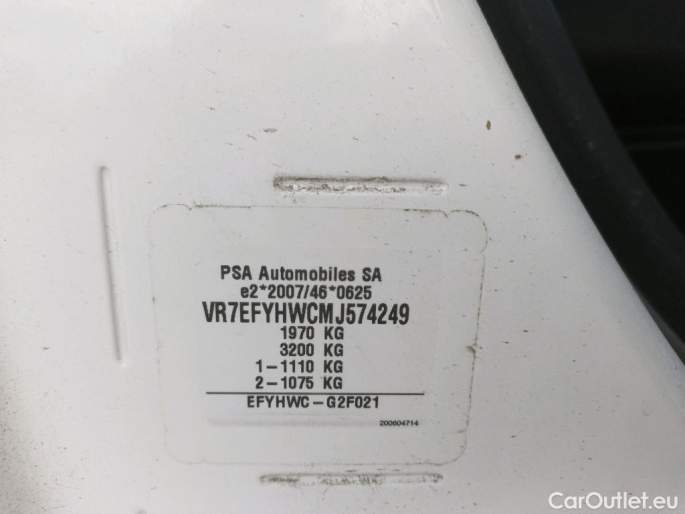 PSA Automobiles SA
e2*2007/46*0625
VR7EFYHWCMJ574249
1970 KG
3200 KG
1-1110 KG
2-1075 KG
EFYHWC-G2F021
200604714
CarOutlet.eu